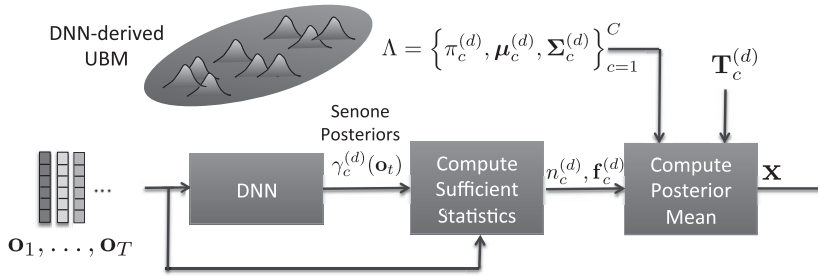 DNN-derived
UBM
Λ = {π_c^{(d)}, μ_c^{(d)}, Σ_c^{(d)}}_{c=1}^{C}
T_c^{(d)}
Senone
Posteriors
γ_c^{(d)}(o_t)
DNN
Compute
Sufficient
Statistics
n_c^{(d)}, f_c^{(d)}
Compute
Posterior
Mean
x
...
o_1, . . . , o_T